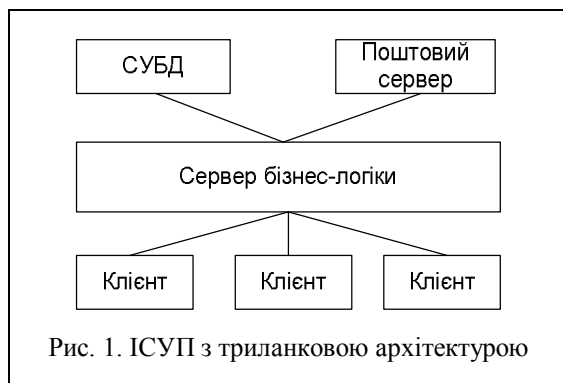 СУБД
Поштовий
сервер
Сервер бізнес-логіки
Клієнт
Клієнт
Клієнт
Рис. 1. ІСУП з триланковою архітектурою